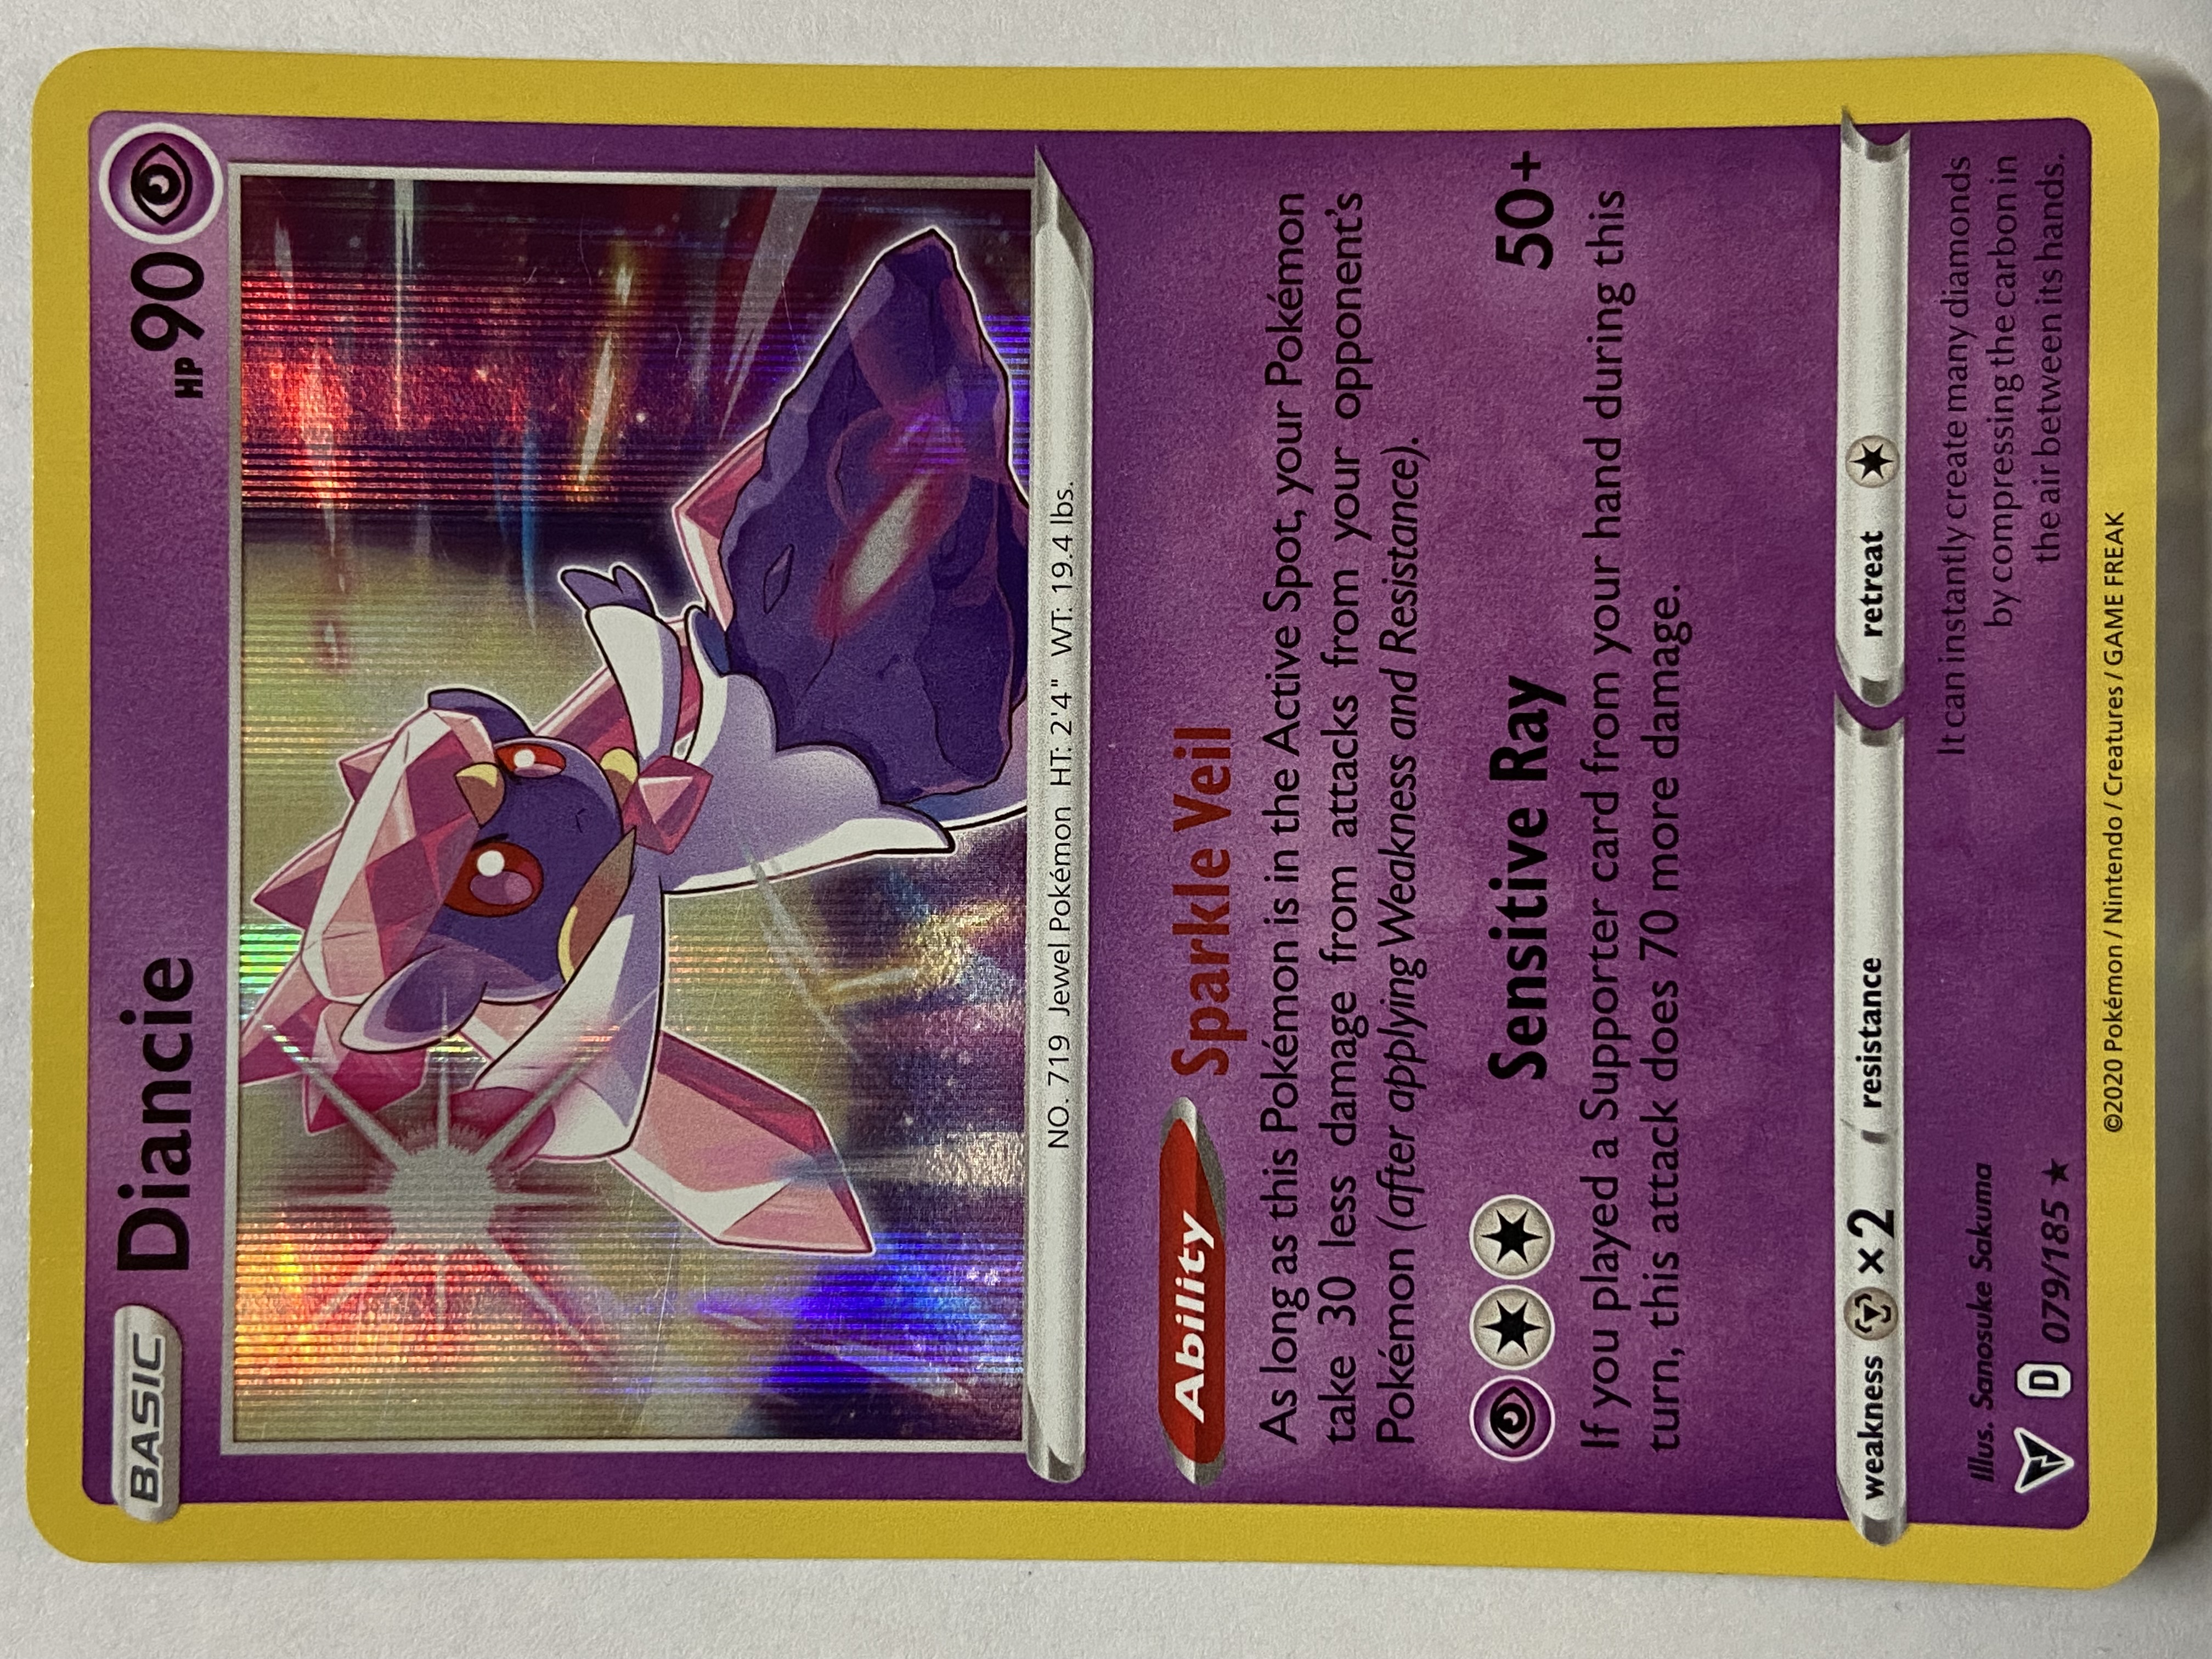 BASIC Diancie HP 90
NO. 719 Jewel Pokémon HT: 2'4" WT: 19.4 lbs.
Ability Sparkle Veil
As long as this Pokémon is in the Active Spot, your Pokémon
take 30 less damage from attacks from your opponent's
Pokémon (after applying Weakness and Resistance).
Sensitive Ray 50+
If you played a Supporter card from your hand during this
turn, this attack does 70 more damage.
weakness ×2 resistance retreat
Illus. Sanosuke Sakuma
D 079/185 ★
It can instantly create many diamonds
by compressing the carbon in
the air between its hands.
©2020 Pokémon / Nintendo / Creatures / GAME FREAK